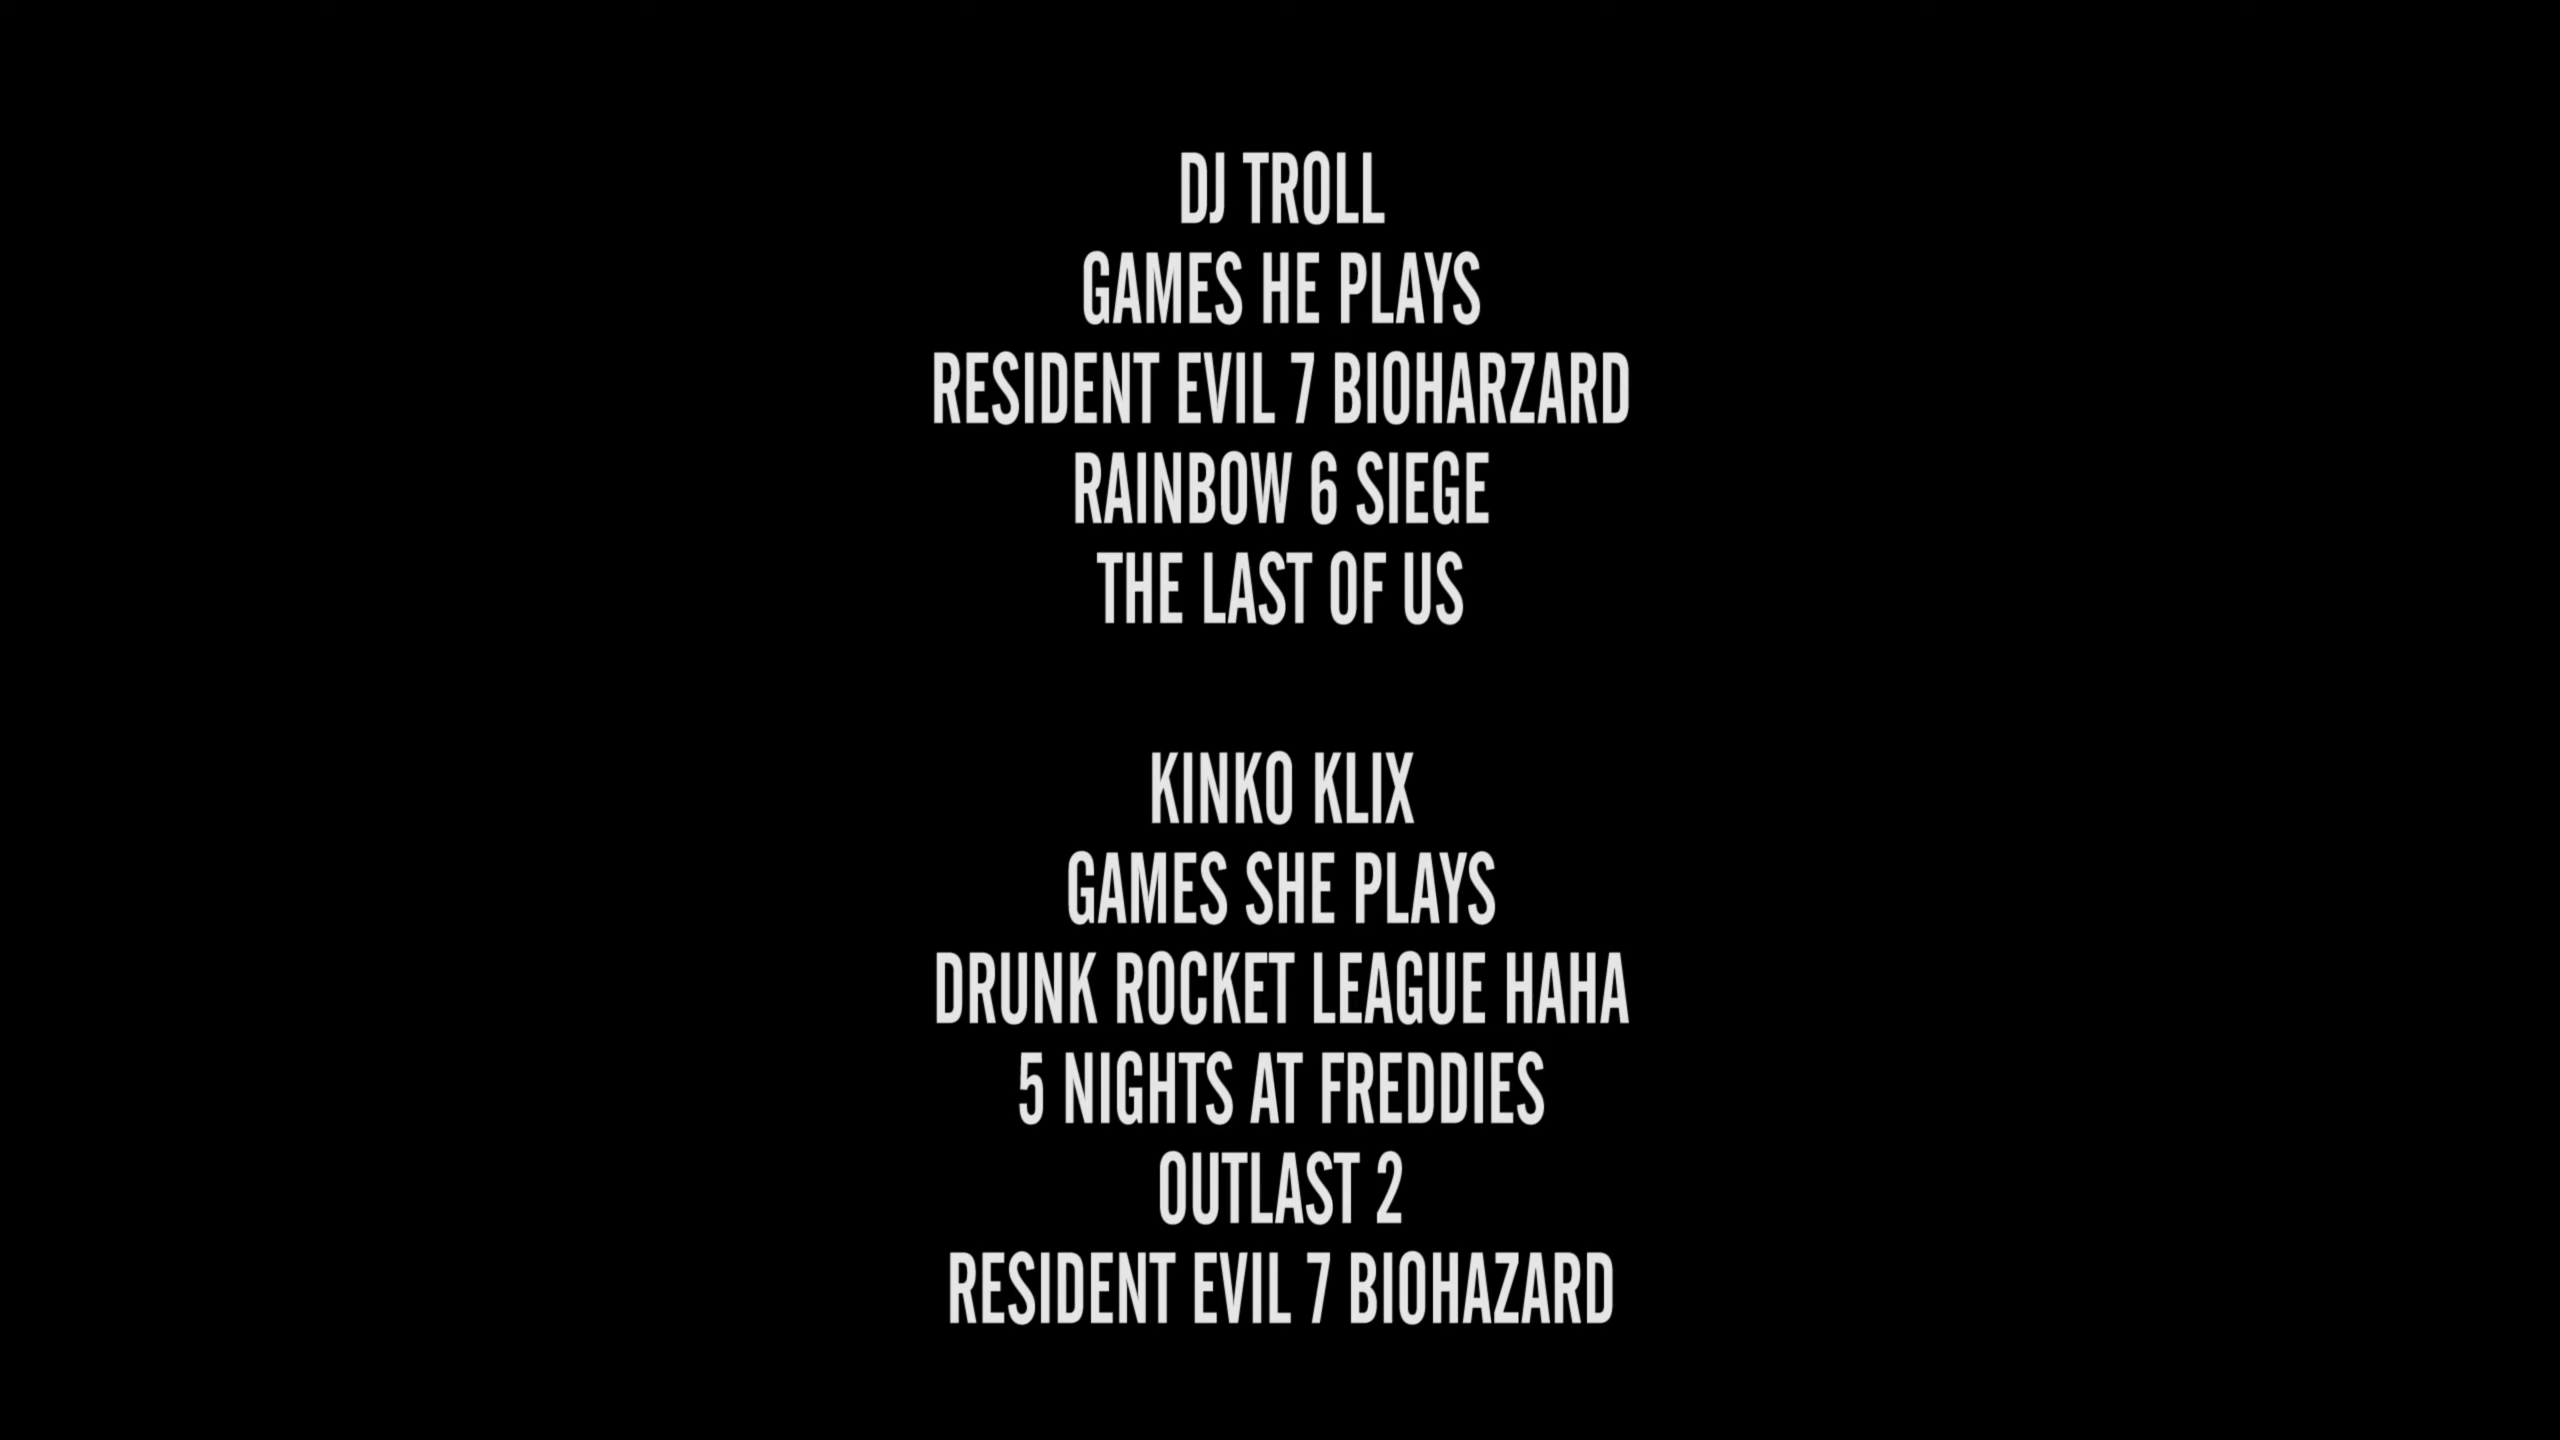 DJ TROLL
GAMES HE PLAYS
RESIDENT EVIL 7 BIOHARZARD
RAINBOW 6 SIEGE
THE LAST OF US
KINKO KLIX
GAMES SHE PLAYS
DRUNK ROCKET LEAGUE HAHA
5 NIGHTS AT FREDDIES
OUTLAST 2
RESIDENT EVIL 7 BIOHAZARD